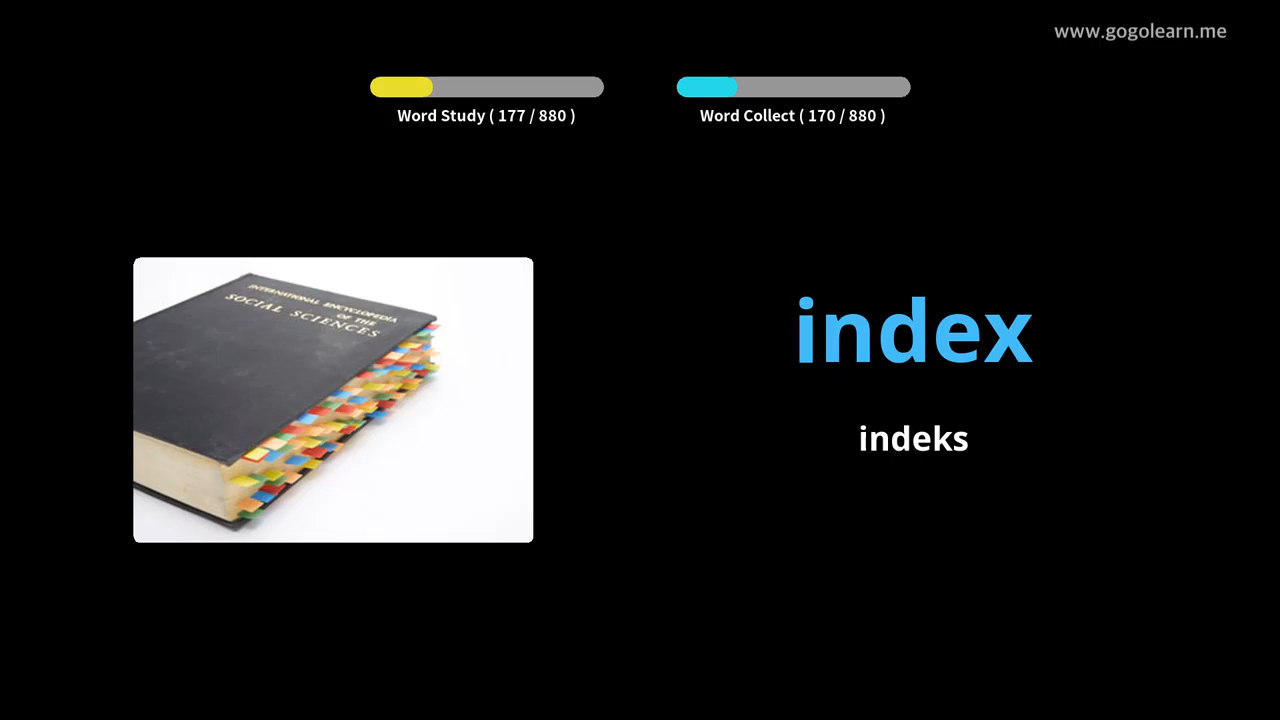 www.gogolearn.me
Word Study ( 177 / 880 )
Word Collect ( 170 / 880 )
INTERNATIONAL ENCYCLOPEDIA
OF THE
SOCIAL SCIENCES
index
indeks